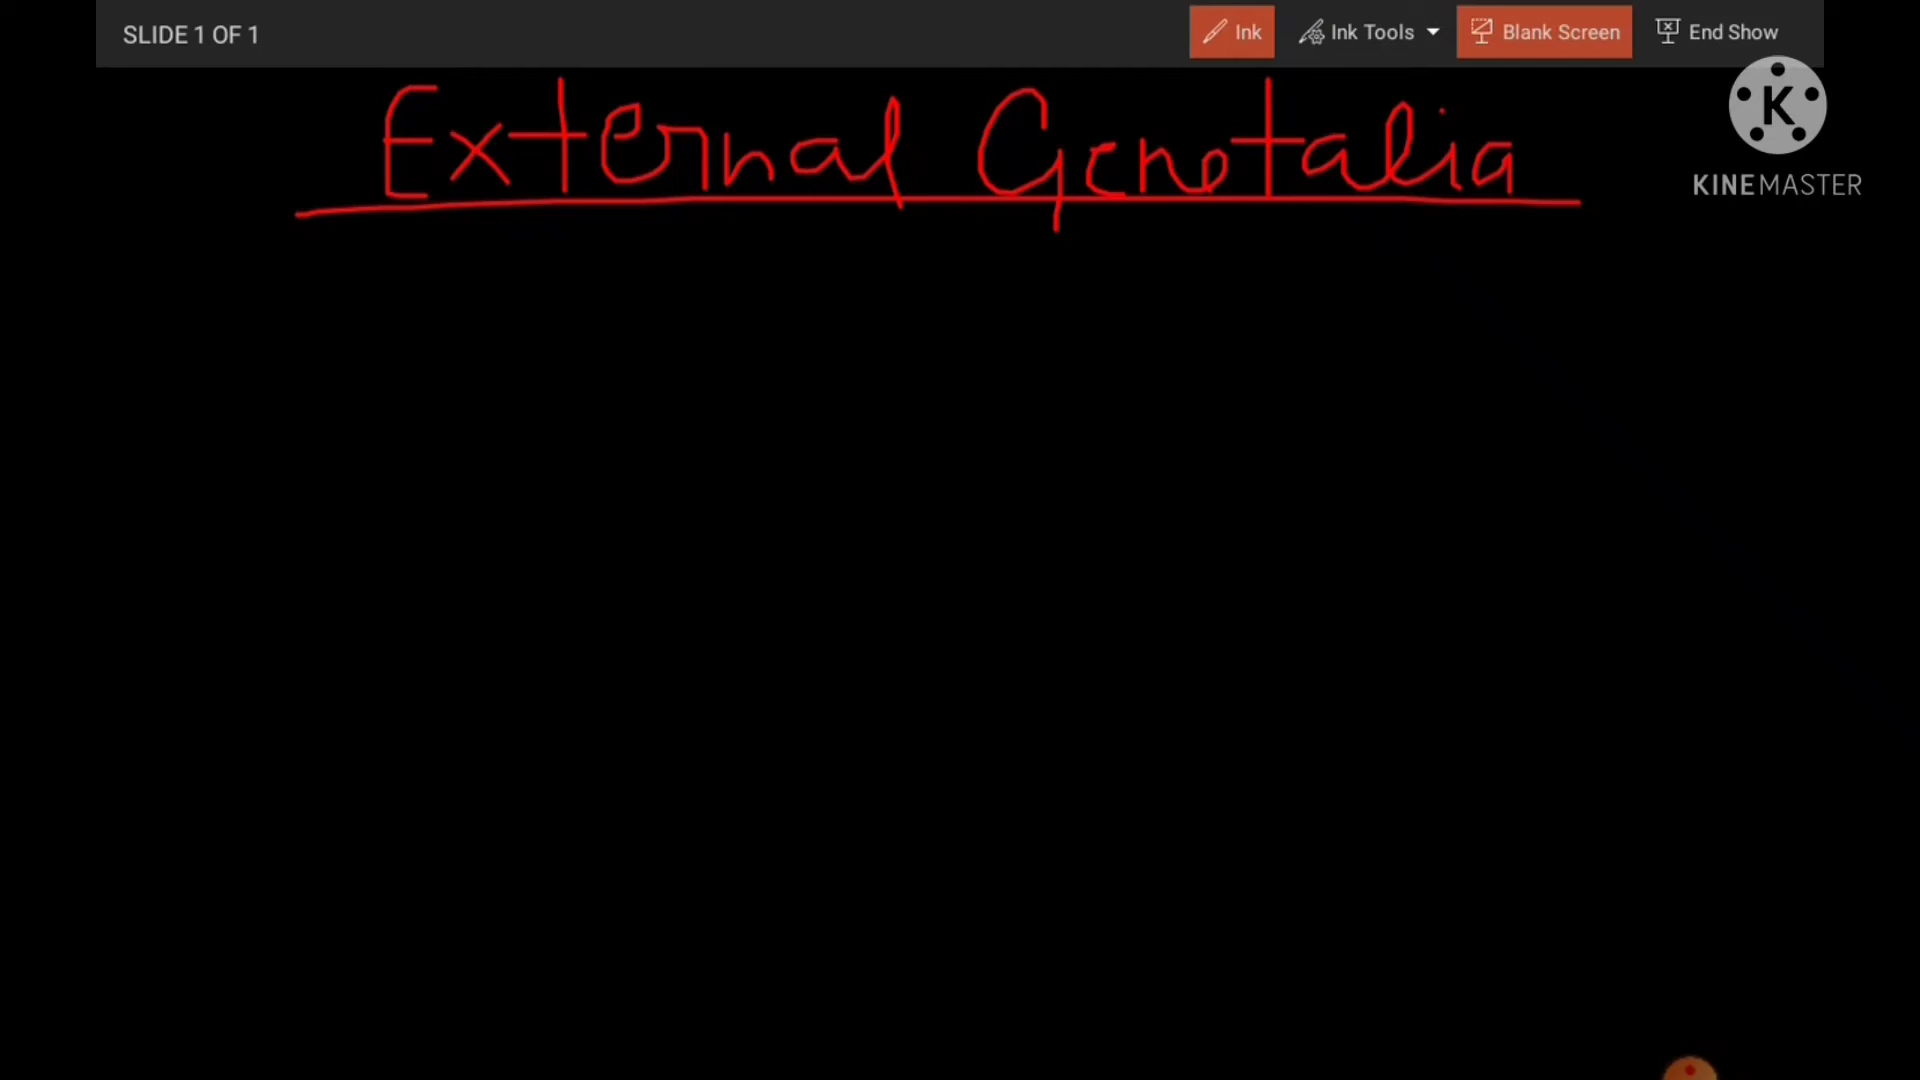 SLIDE 1 OF 1
Ink
Ink Tools
Blank Screen
End Show
External Genotalia
K
KINEMASTER